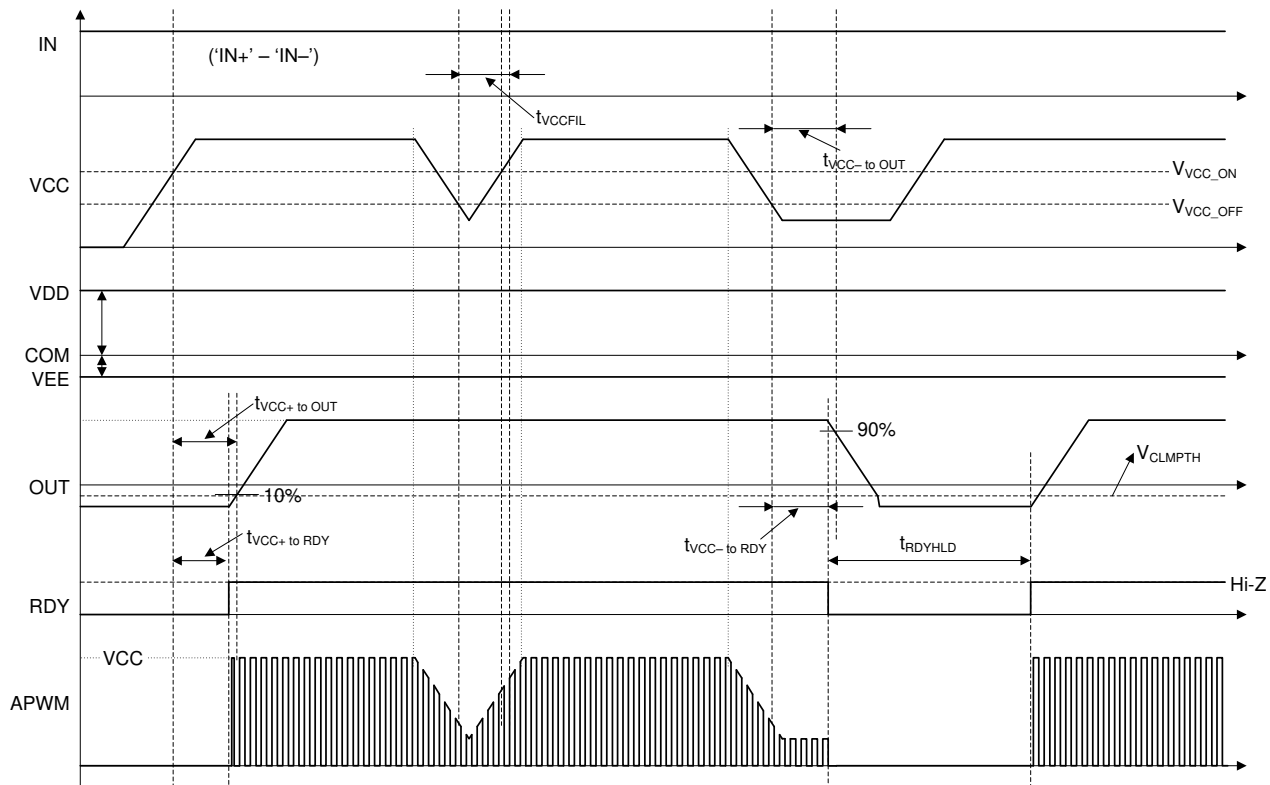 IN
('IN+' – 'IN–')
tVCCFIL
tVCC– to OUT
VCC
VVCC_ON
VVCC_OFF
VDD
COM
VEE
tVCC+ to OUT
90%
VCLMPTH
OUT
10%
tVCC+ to RDY
tVCC– to RDY
tRDYHLD
Hi-Z
RDY
VCC
APWM